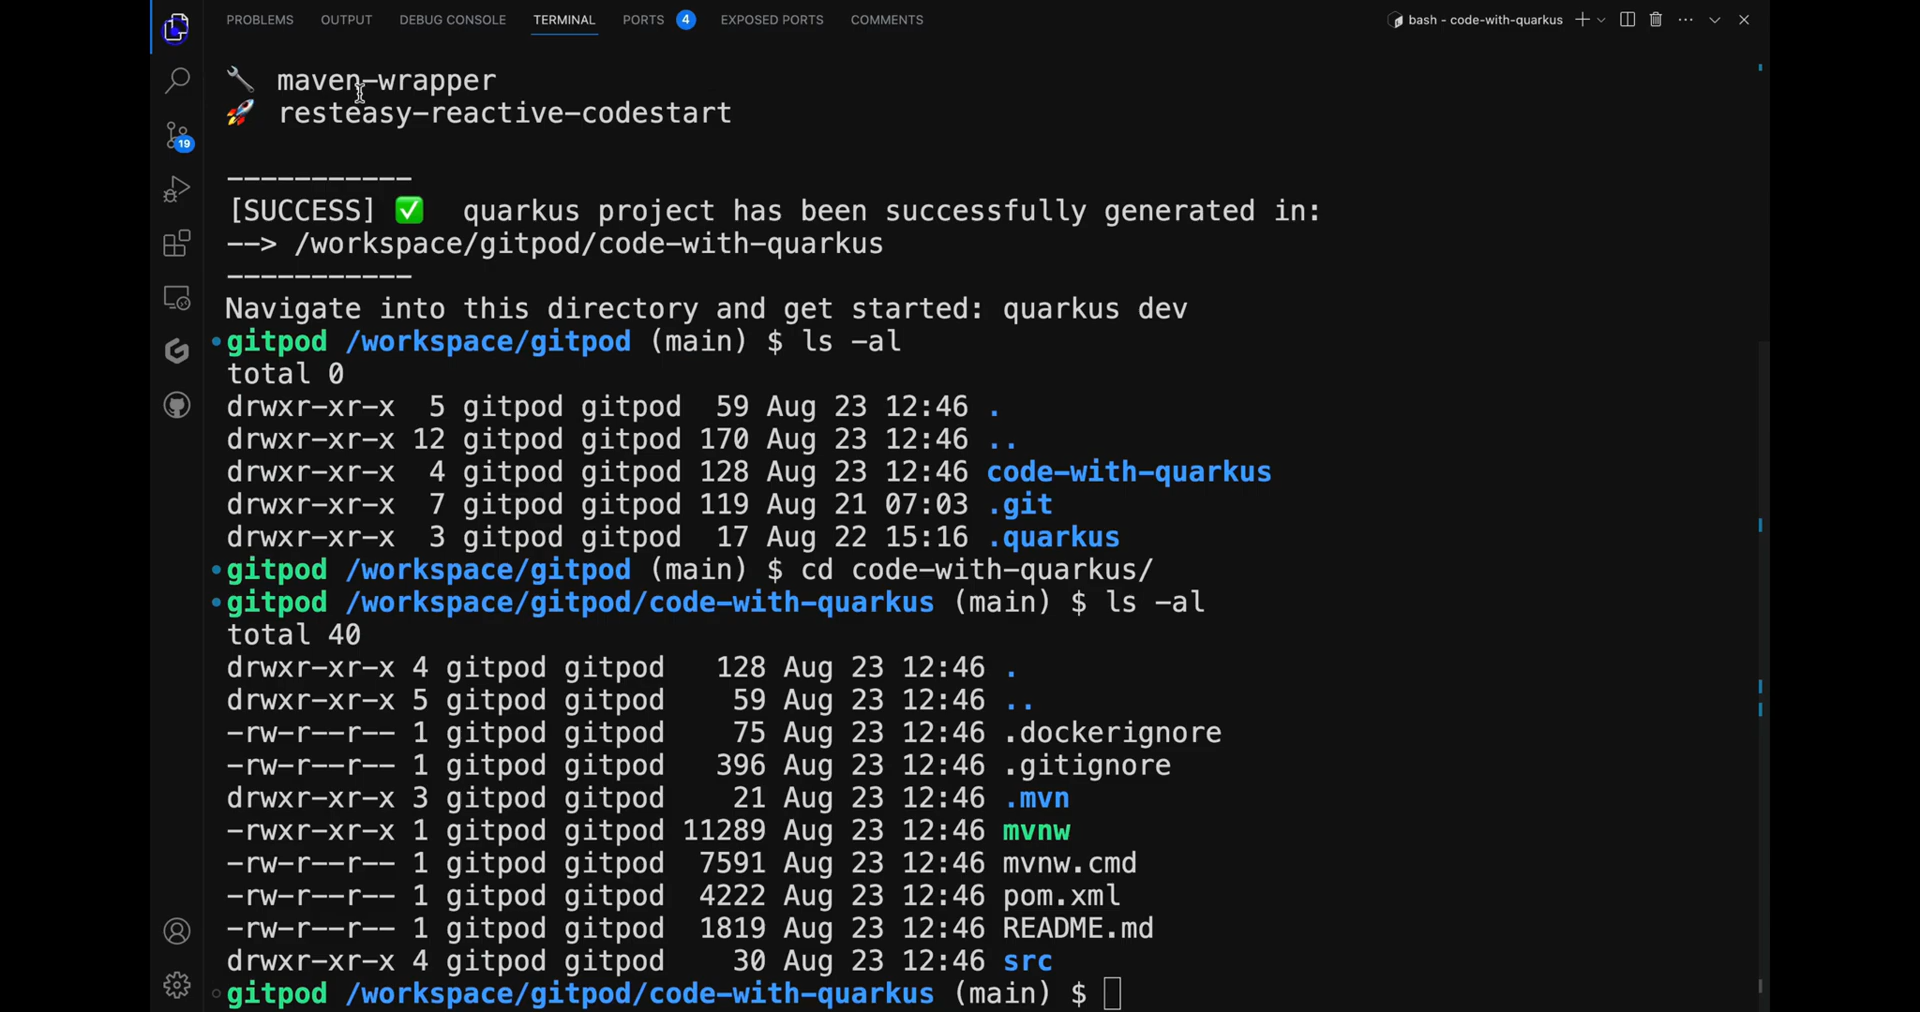 PROBLEMS OUTPUT DEBUG CONSOLE TERMINAL PORTS 4 EXPOSED PORTS COMMENTS bash - code-with-quarkus
🔧 maven-wrapper
🚀 resteasy-reactive-codestart
19
-----------
[SUCCESS] ✅ quarkus project has been successfully generated in:
--> /workspace/gitpod/code-with-quarkus
-----------
Navigate into this directory and get started: quarkus dev
gitpod /workspace/gitpod (main) $ ls -al
total 0
drwxr-xr-x 5 gitpod gitpod 59 Aug 23 12:46 .
drwxr-xr-x 12 gitpod gitpod 170 Aug 23 12:46 ..
drwxr-xr-x 4 gitpod gitpod 128 Aug 23 12:46 code-with-quarkus
drwxr-xr-x 7 gitpod gitpod 119 Aug 21 07:03 .git
drwxr-xr-x 3 gitpod gitpod 17 Aug 22 15:16 .quarkus
gitpod /workspace/gitpod (main) $ cd code-with-quarkus/
gitpod /workspace/gitpod/code-with-quarkus (main) $ ls -al
total 40
drwxr-xr-x 4 gitpod gitpod 128 Aug 23 12:46 .
drwxr-xr-x 5 gitpod gitpod 59 Aug 23 12:46 ..
-rw-r--r-- 1 gitpod gitpod 75 Aug 23 12:46 .dockerignore
-rw-r--r-- 1 gitpod gitpod 396 Aug 23 12:46 .gitignore
drwxr-xr-x 3 gitpod gitpod 21 Aug 23 12:46 .mvn
-rwxr-xr-x 1 gitpod gitpod 11289 Aug 23 12:46 mvnw
-rw-r--r-- 1 gitpod gitpod 7591 Aug 23 12:46 mvnw.cmd
-rw-r--r-- 1 gitpod gitpod 4222 Aug 23 12:46 pom.xml
-rw-r--r-- 1 gitpod gitpod 1819 Aug 23 12:46 README.md
drwxr-xr-x 4 gitpod gitpod 30 Aug 23 12:46 src
gitpod /workspace/gitpod/code-with-quarkus (main) $